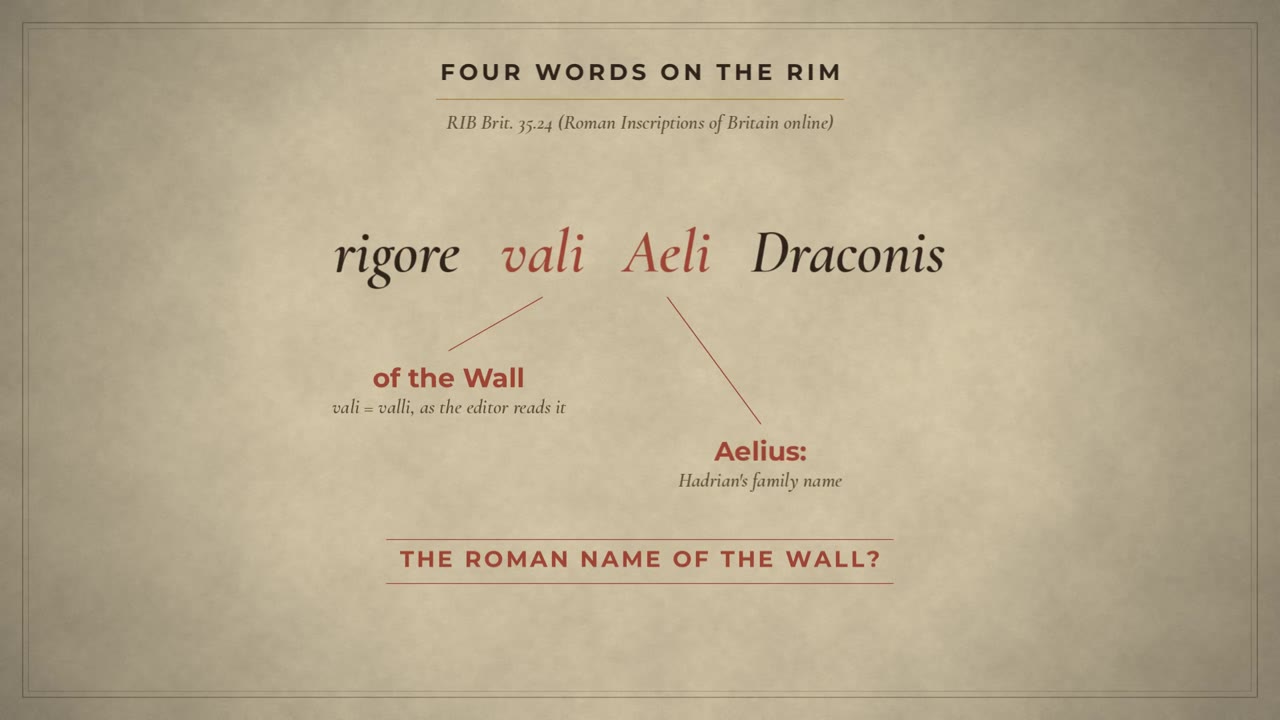 FOUR WORDS ON THE RIM
RIB Brit. 35.24 (Roman Inscriptions of Britain online)
rigore vali Aeli Draconis
of the Wall
vali = valli, as the editor reads it
Aelius:
Hadrian's family name
THE ROMAN NAME OF THE WALL?